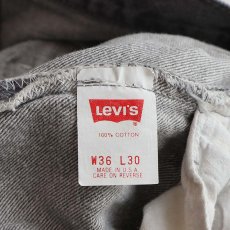 LEVI'S
100% COTTON
W36 L30
MADE IN U.S.A
CARE ON REVERSE